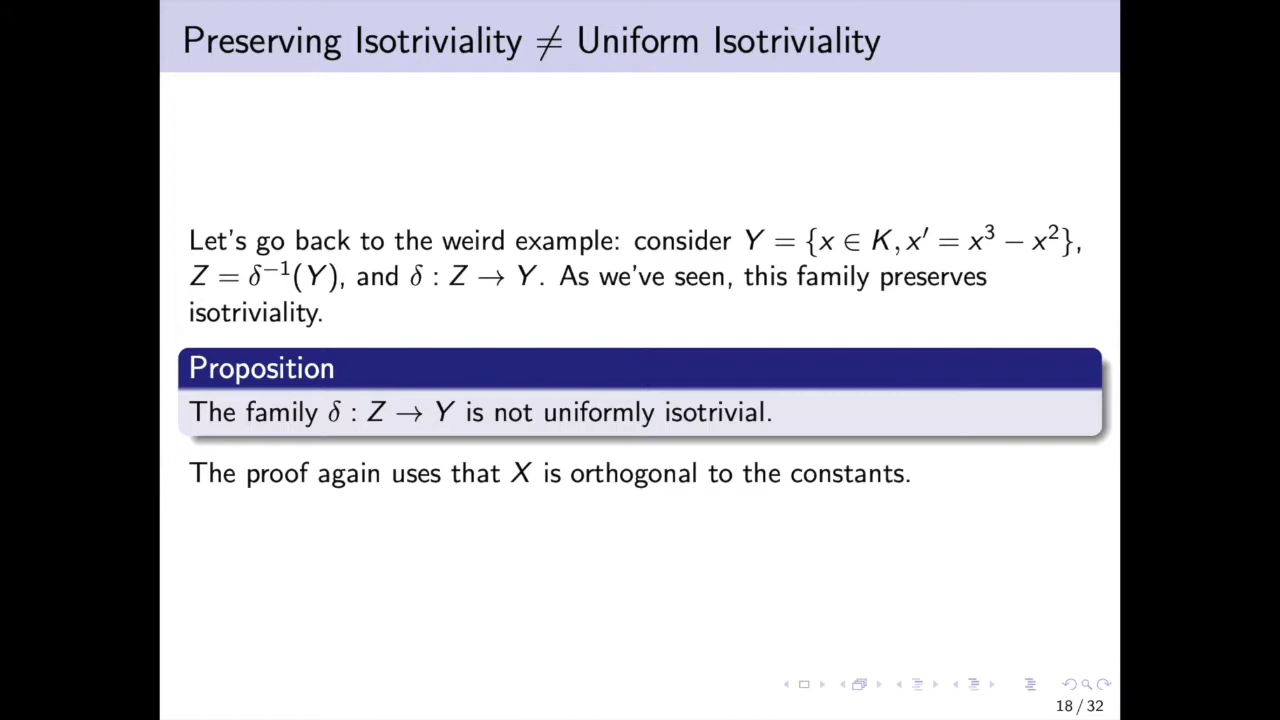 Preserving Isotriviality ≠ Uniform Isotriviality
Let's go back to the weird example: consider Y = {x ∈ K, x′ = x³ − x²},
Z = δ⁻¹(Y), and δ : Z → Y. As we've seen, this family preserves
isotriviality.
Proposition
The family δ : Z → Y is not uniformly isotrivial.
The proof again uses that X is orthogonal to the constants.
18 / 32